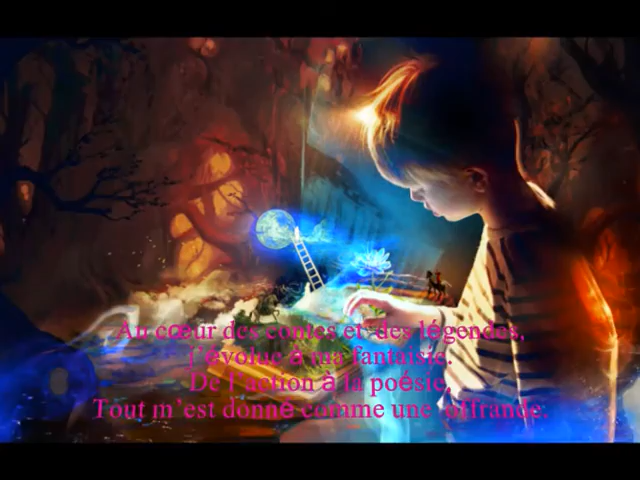 Au cœur des contes et des légendes,
j'évolue à ma fantaisie.
De l'action à la poésie,
Tout m'est donné comme une offrande.